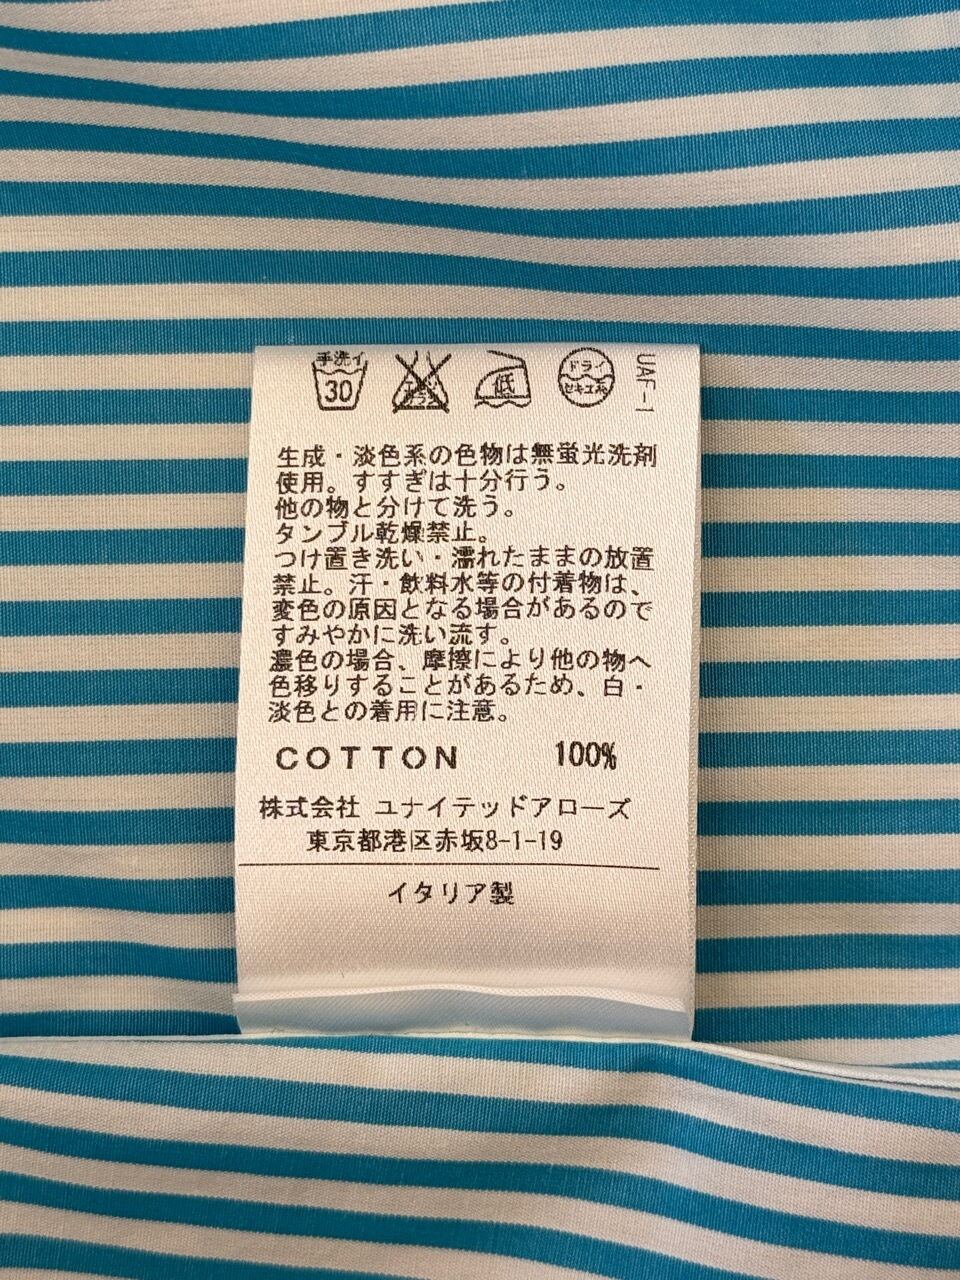 手洗イ
30
エンソ
サラシ
低
ドライ
セキユ系
UAF-1
生成・淡色系の色物は無蛍光洗剤
使用。すすぎは十分行う。
他の物と分けて洗う。
タンブル乾燥禁止。
つけ置き洗い・濡れたままの放置
禁止。汗・飲料水等の付着物は、
変色の原因となる場合があるので
すみやかに洗い流す。
濃色の場合、摩擦により他の物へ
色移りすることがあるため、白・
淡色との着用に注意。
COTTON 100%
株式会社 ユナイテッドアローズ
東京都港区赤坂8-1-19
イタリア製